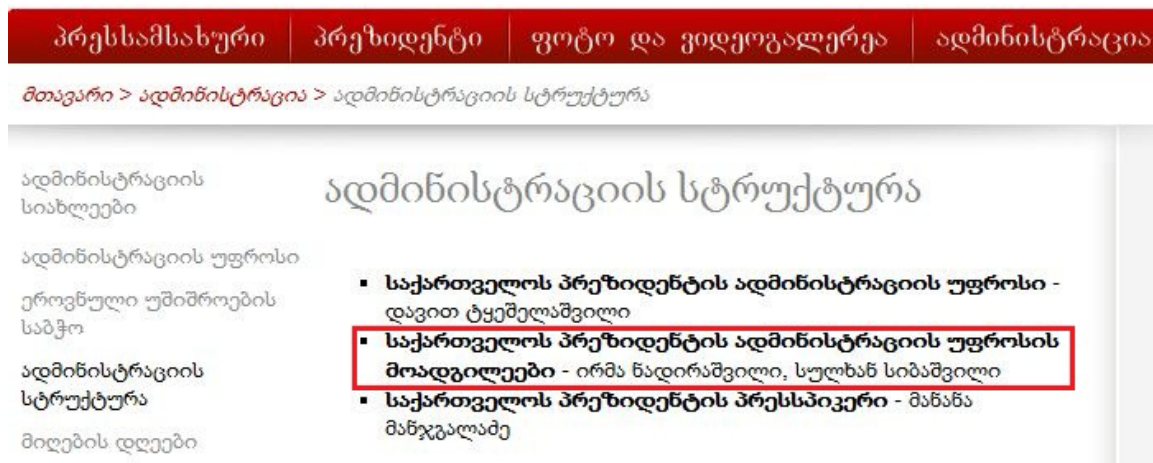 პრესსამსახური პრეზიდენტი ფოტო და ვიდეოგალერეა ადმინისტრაცია
მთავარი > ადმინისტრაცია > ადმინისტრაციის სტრუქტურა
ადმინისტრაციის
სიახლეები
ადმინისტრაციის უფროსი
ეროვნული უშიშროების
საბჭო
ადმინისტრაციის
სტრუქტურა
მიღების დღეები
ადმინისტრაციის სტრუქტურა
▪ საქართველოს პრეზიდენტის ადმინისტრაციის უფროსი -
დავით ტყეშელაშვილი
▪ საქართველოს პრეზიდენტის ადმინისტრაციის უფროსის
მოადგილეები - ირმა ნადირაშვილი, სულხან სიბაშვილი
▪ საქართველოს პრეზიდენტის პრესსპიკერი - მანანა
მანჯგალაძე